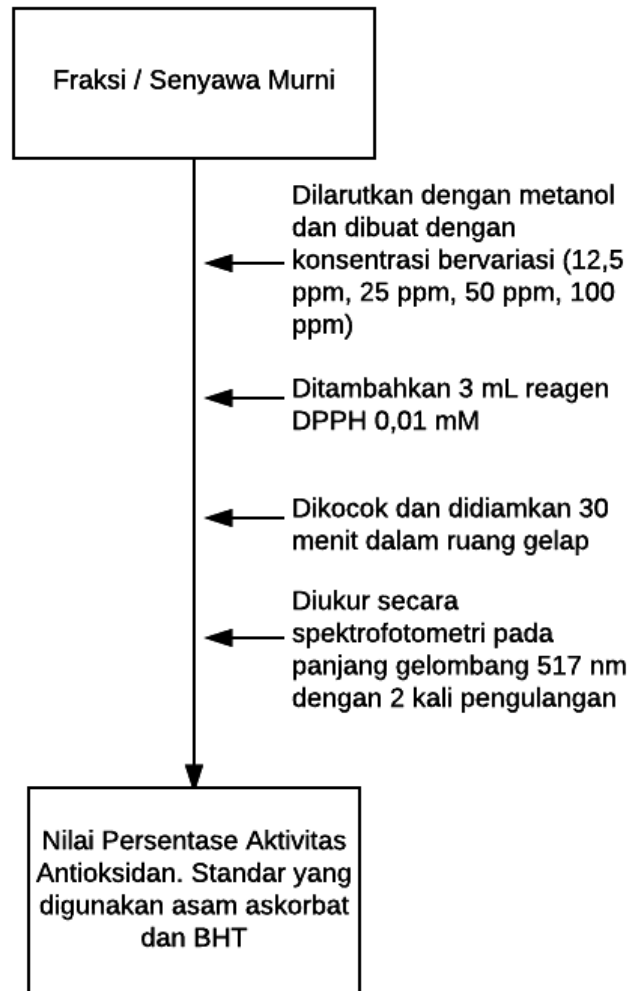 Fraksi / Senyawa Murni
Dilarutkan dengan metanol
dan dibuat dengan
konsentrasi bervariasi (12,5
ppm, 25 ppm, 50 ppm, 100
ppm)
Ditambahkan 3 mL reagen
DPPH 0,01 mM
Dikocok dan didiamkan 30
menit dalam ruang gelap
Diukur secara
spektrofotometri pada
panjang gelombang 517 nm
dengan 2 kali pengulangan
Nilai Persentase Aktivitas
Antioksidan. Standar yang
digunakan asam askorbat
dan BHT